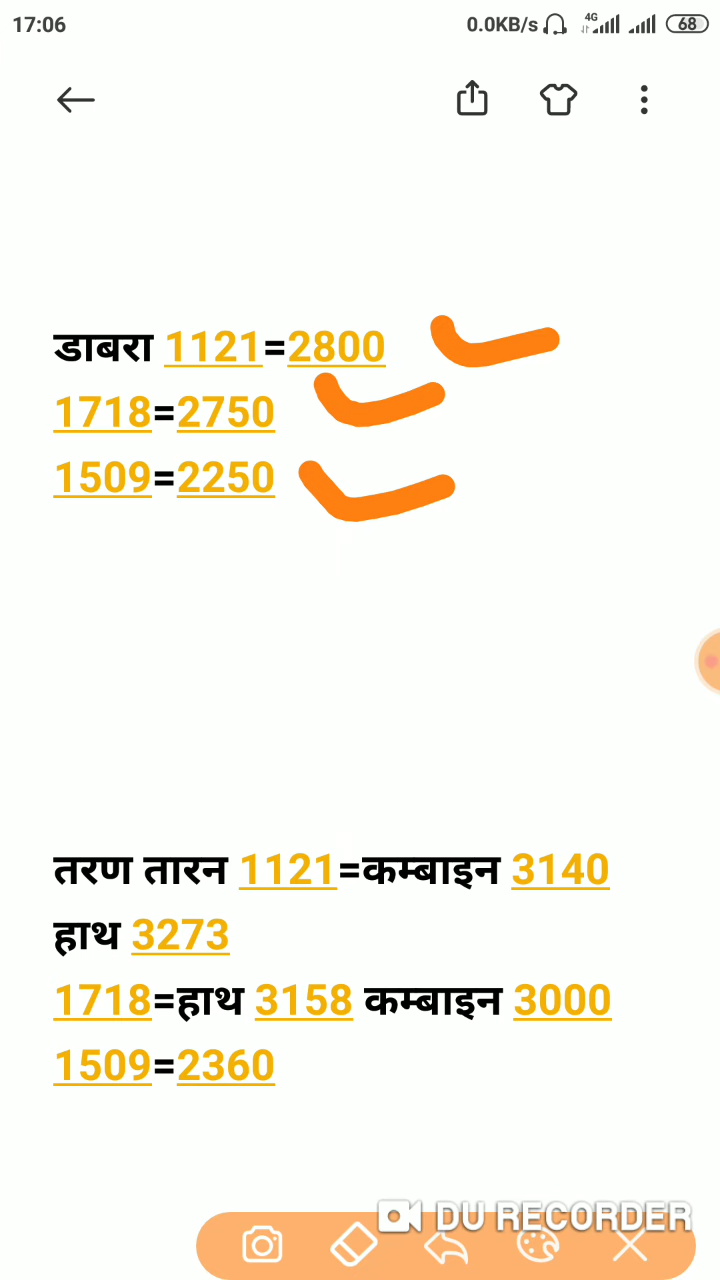 17:06 0.0KB/s 4G 68
डाबरा 1121=2800
1718=2750
1509=2250
तरण तारन 1121=कम्बाइन 3140
हाथ 3273
1718=हाथ 3158 कम्बाइन 3000
1509=2360
DU RECORDER